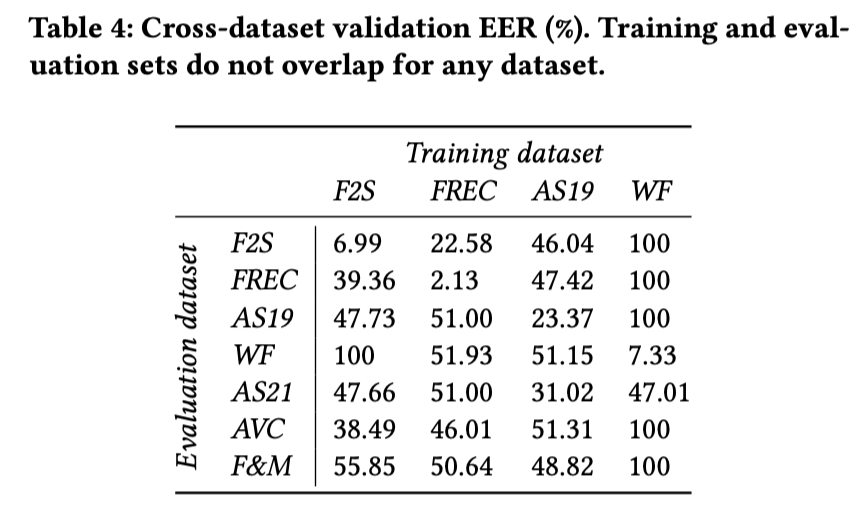 Table 4: Cross-dataset validation EER (%). Training and eval-
uation sets do not overlap for any dataset.
Training dataset
F2S FREC AS19 WF
Evaluation dataset
F2S 6.99 22.58 46.04 100
FREC 39.36 2.13 47.42 100
AS19 47.73 51.00 23.37 100
WF 100 51.93 51.15 7.33
AS21 47.66 51.00 31.02 47.01
AVC 38.49 46.01 51.31 100
F&M 55.85 50.64 48.82 100